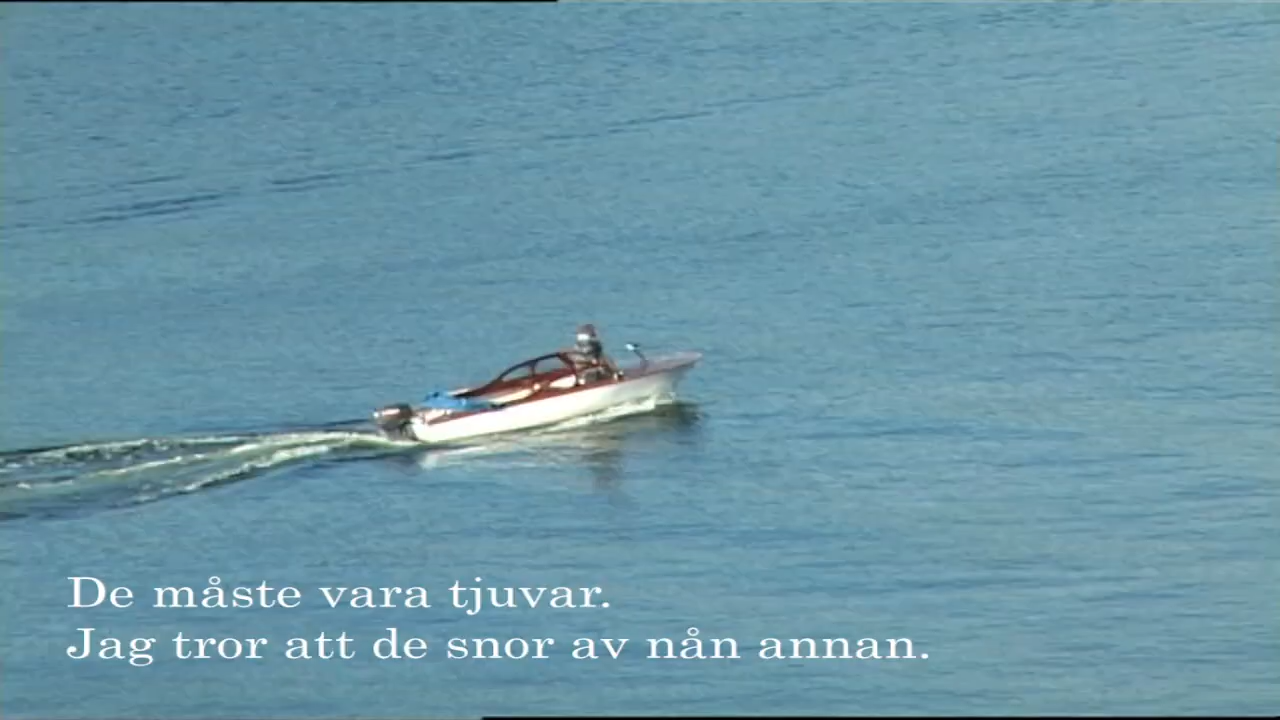 De måste vara tjuvar.
Jag tror att de snor av nån annan.